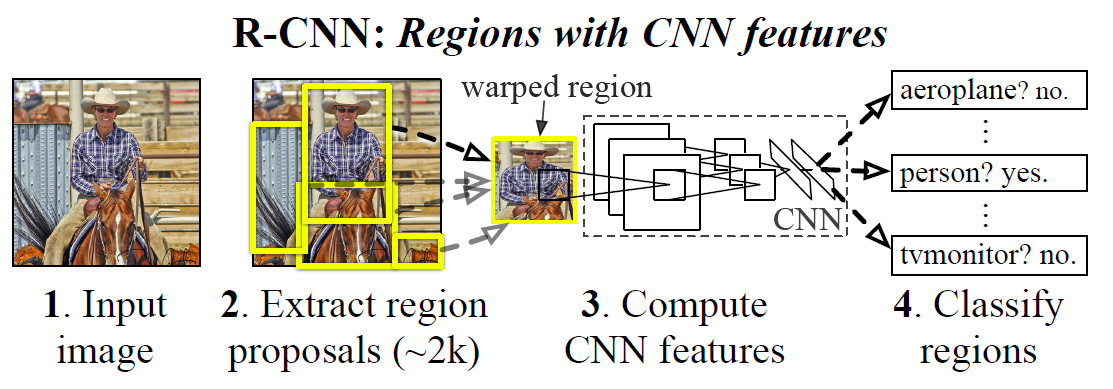 R-CNN: Regions with CNN features
warped region
aeroplane? no.
⋮
person? yes.
⋮
tvmonitor? no.
CNN
1. Input
image
2. Extract region
proposals (~2k)
3. Compute
CNN features
4. Classify
regions